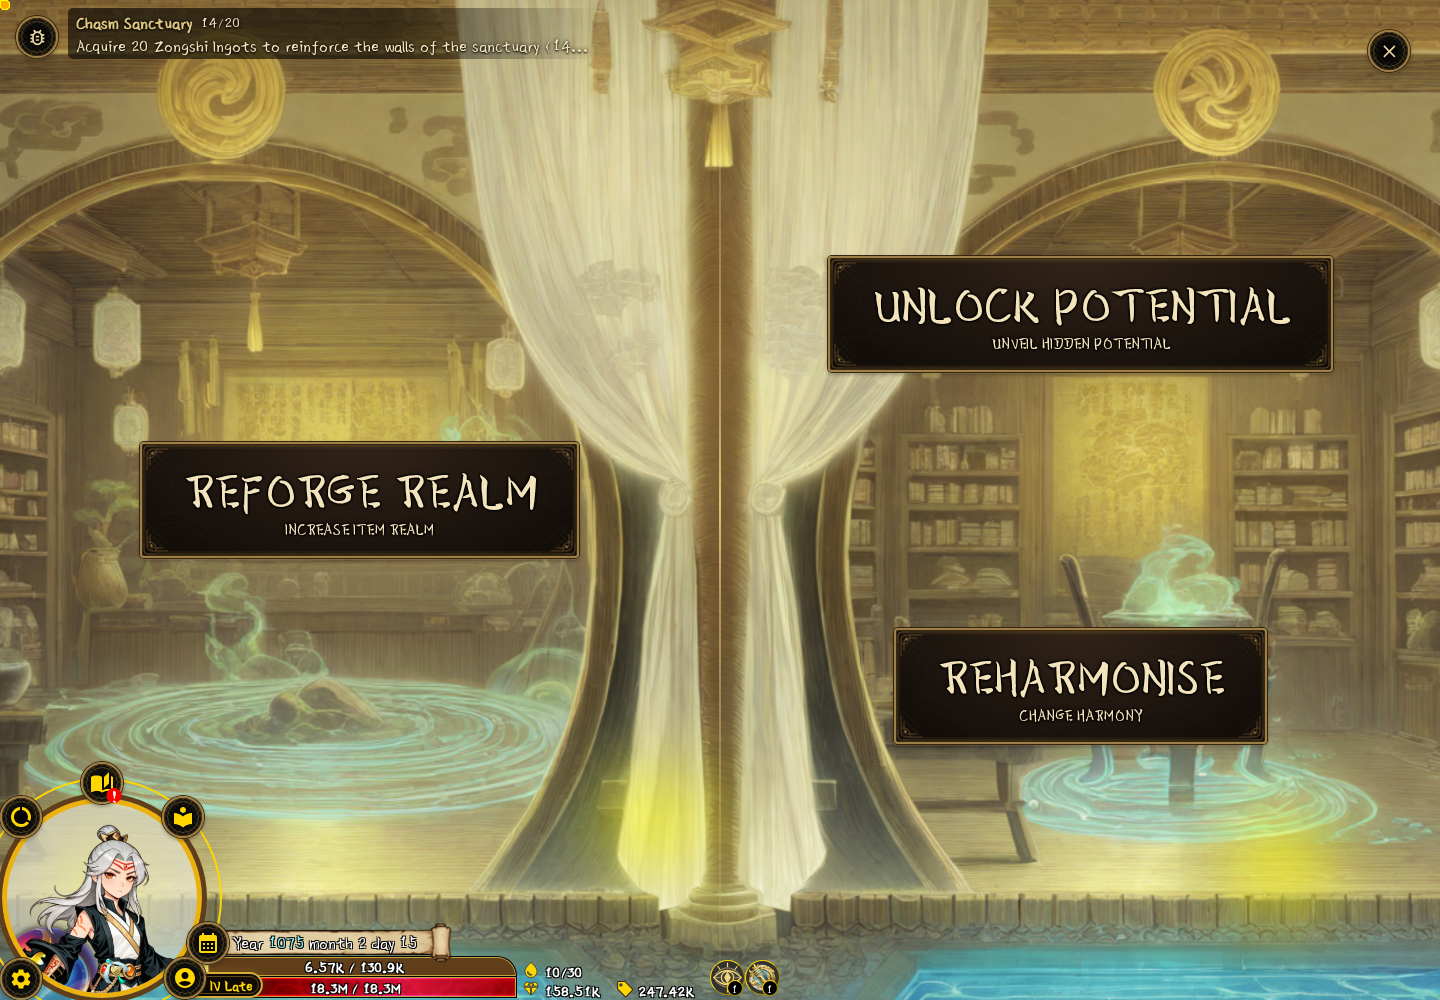 Chasm Sanctuary 14/20
Acquire 20 Zongshi Ingots to reinforce the walls of the sanctuary (14...
UNLOCK POTENTIAL
UNVEIL HIDDEN POTENTIAL
REFORGE REALM
INCREASE ITEM REALM
REHARMONISE
CHANGE HARMONY
Year 1075 month 2 day 15
6.57K / 130.9K
IV Late
18.3M / 18.3M
10/30
158.51K
247.42K
1
1